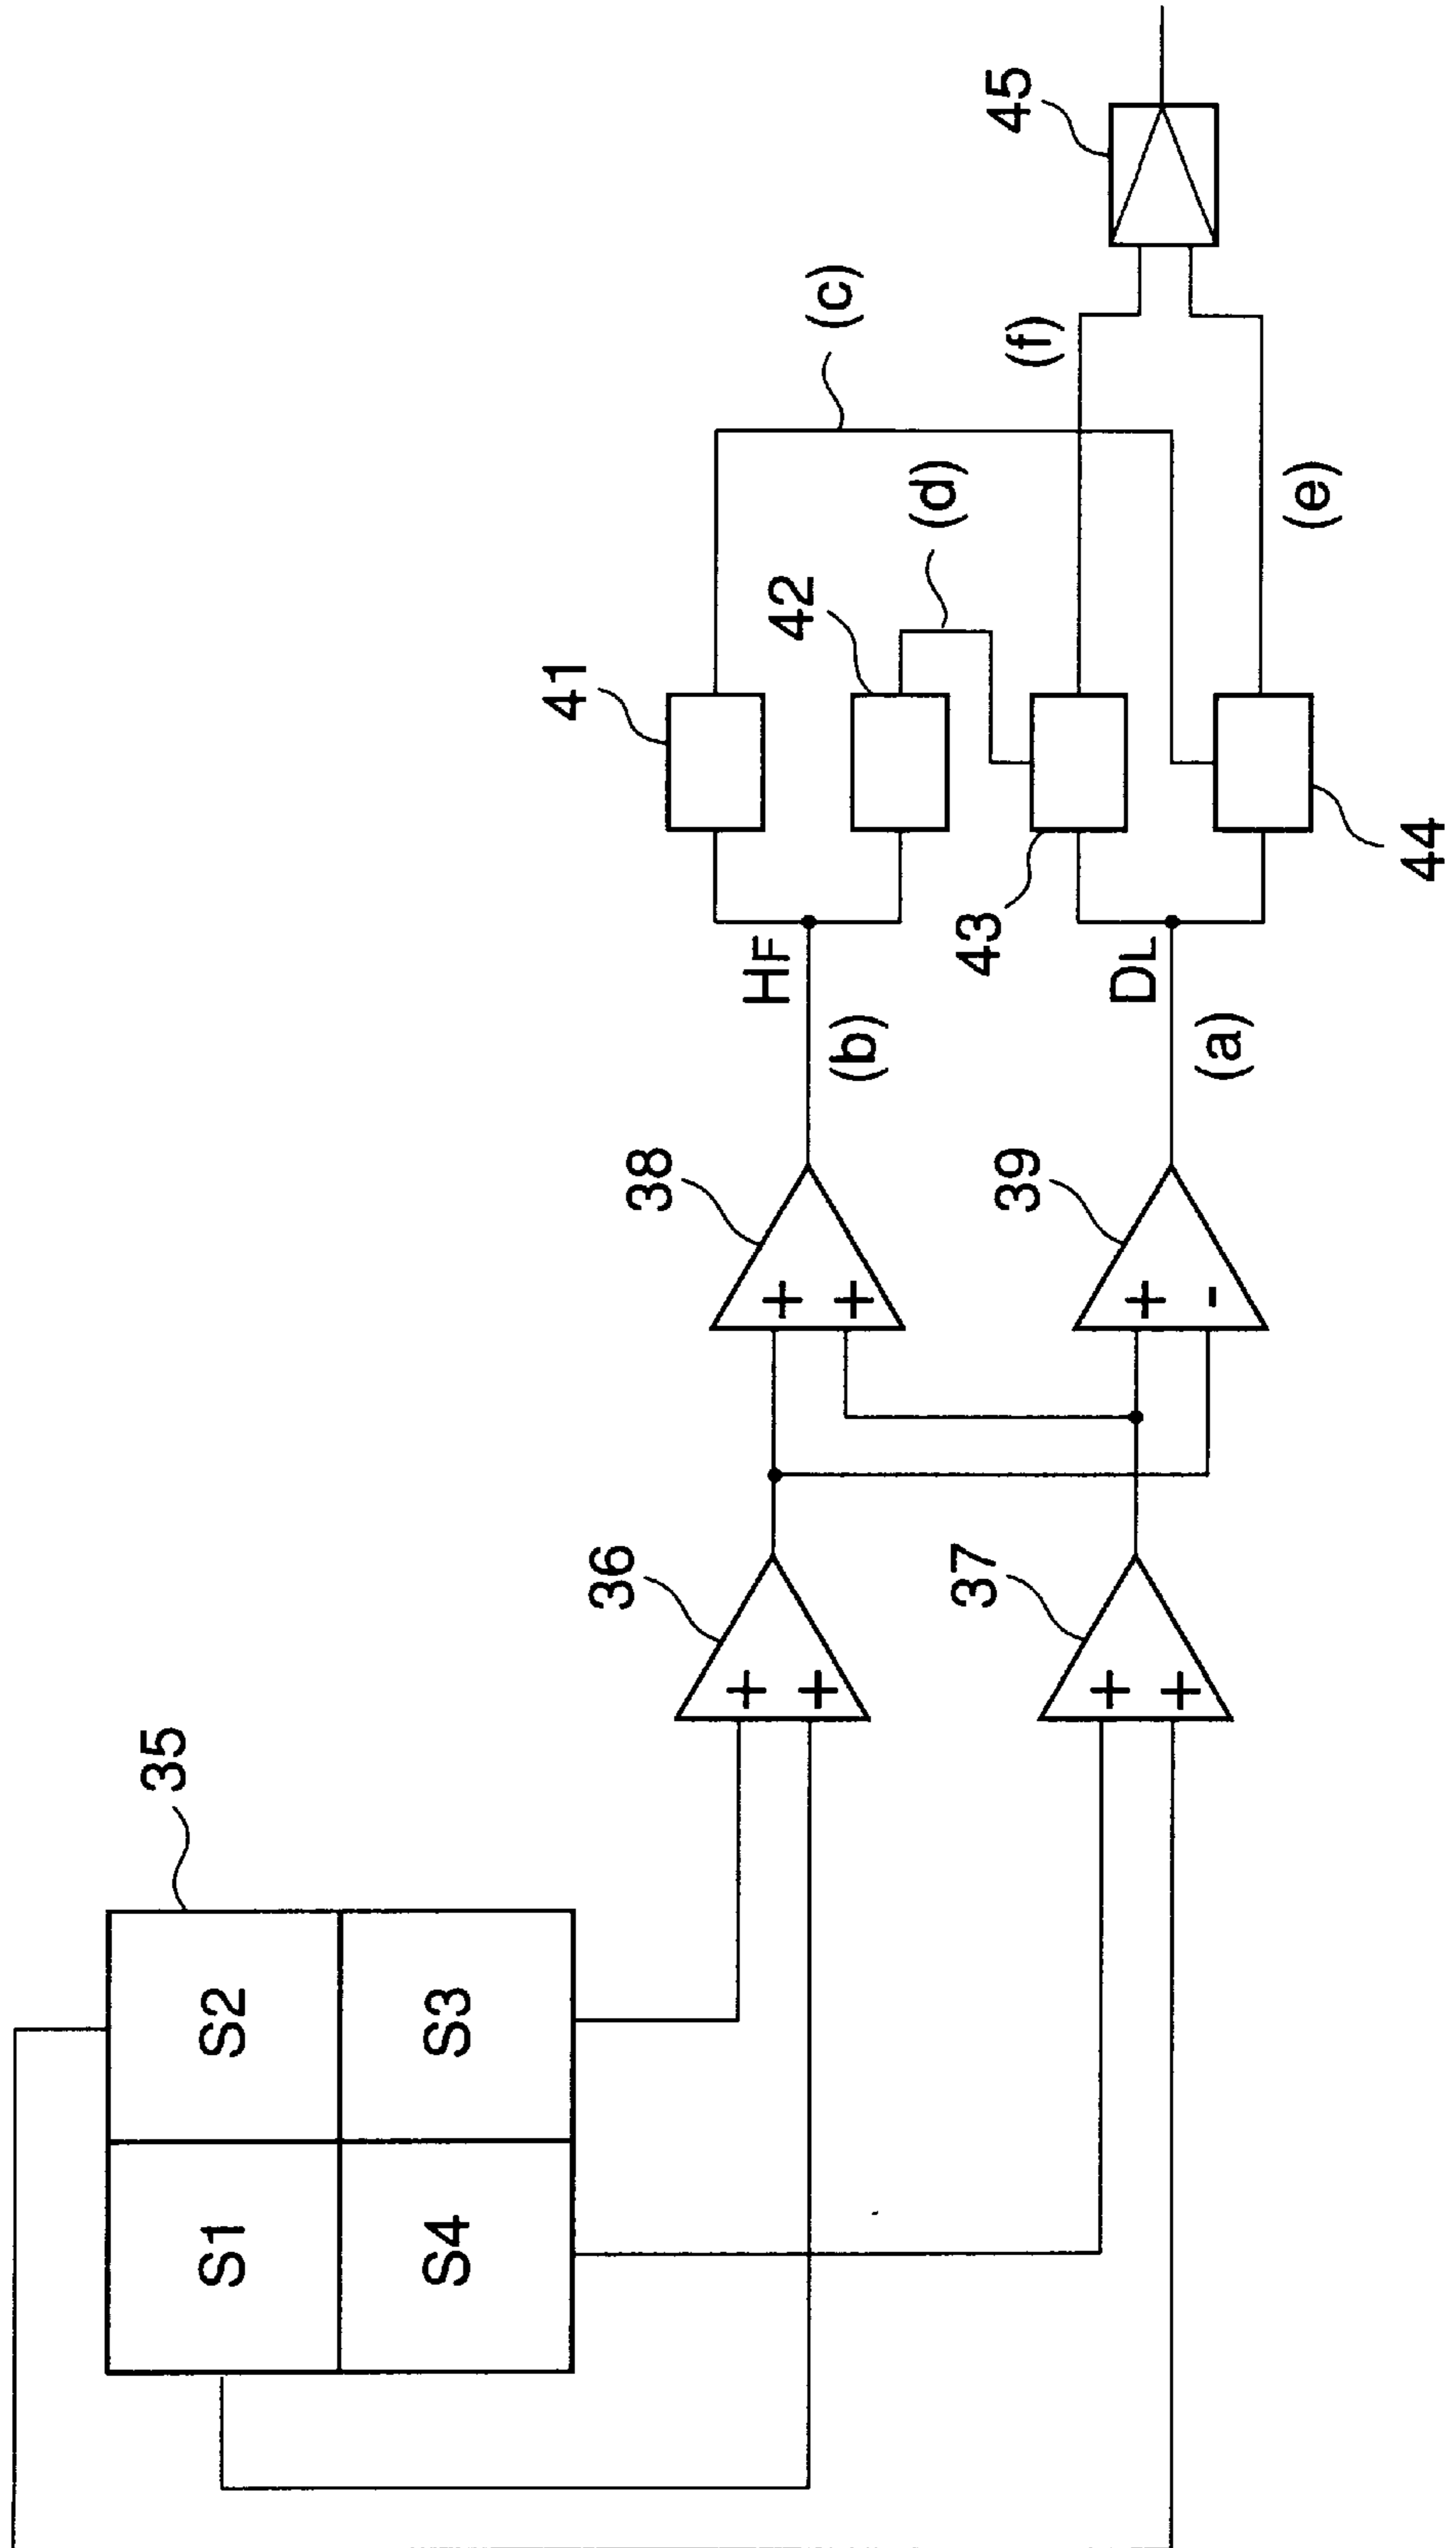 35
S1 S2
S4 S3
36
37
38
39
+
+
+
+
+
+
+
-
HF
(b)
DL
(a)
41
42
43
44
(c)
(d)
(f)
(e)
45